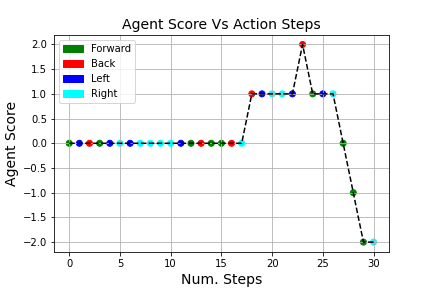 Agent Score Vs Action Steps
Agent Score
2.0
1.5
1.0
0.5
0.0
−0.5
−1.0
−1.5
−2.0
Forward
Back
Left
Right
0 5 10 15 20 25 30
Num. Steps